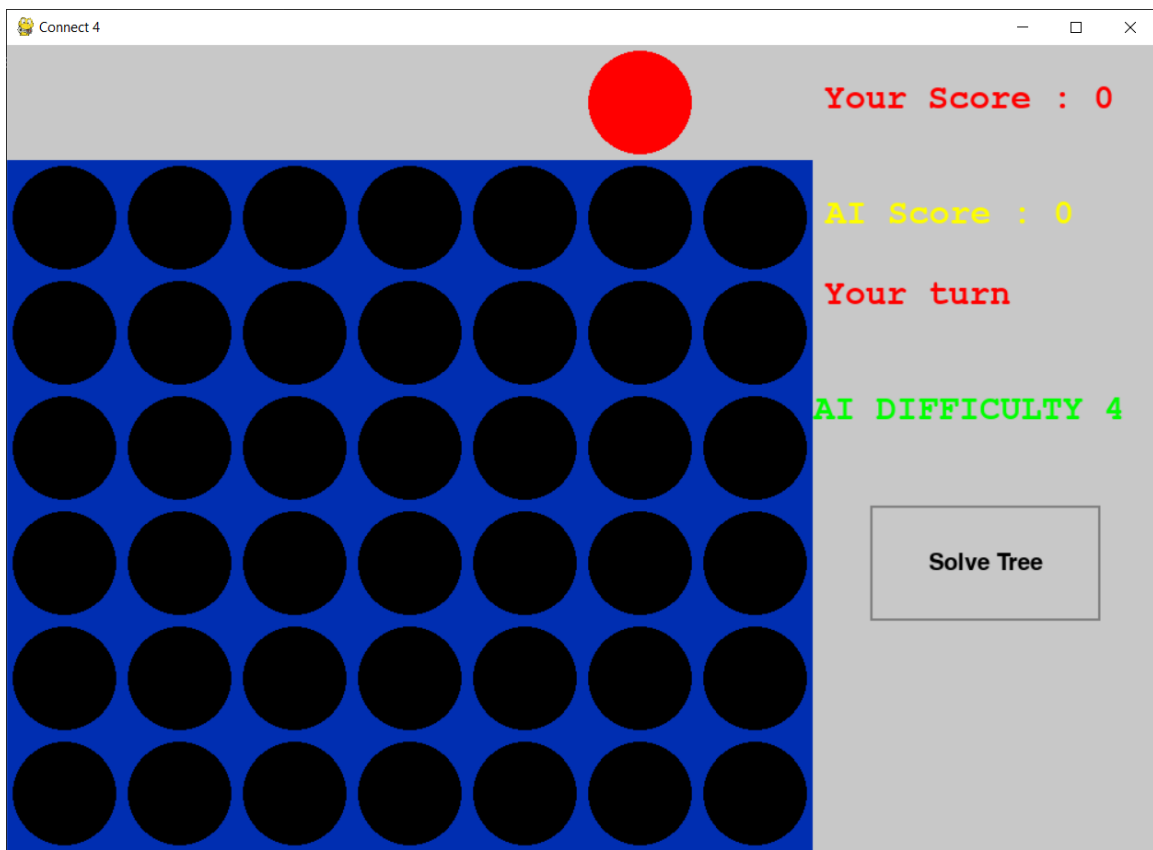 Connect 4
Your Score : 0
AI Score : 0
Your turn
AI DIFFICULTY 4
Solve Tree